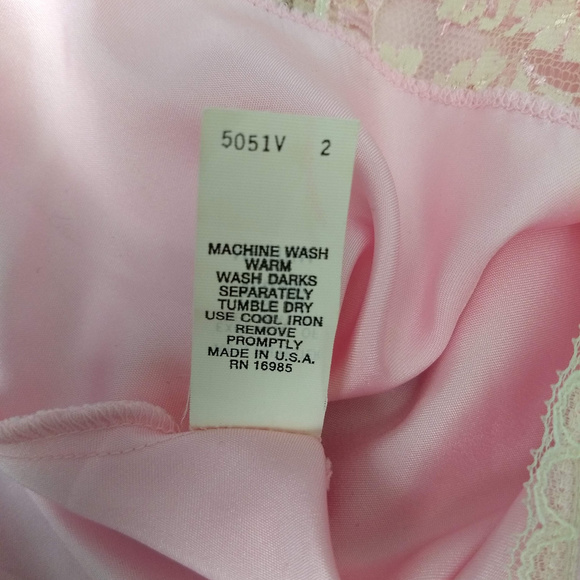 5051V 2
MACHINE WASH
WARM
WASH DARKS
SEPARATELY
TUMBLE DRY
USE COOL IRON
REMOVE
PROMPTLY
MADE IN U.S.A.
RN 16985